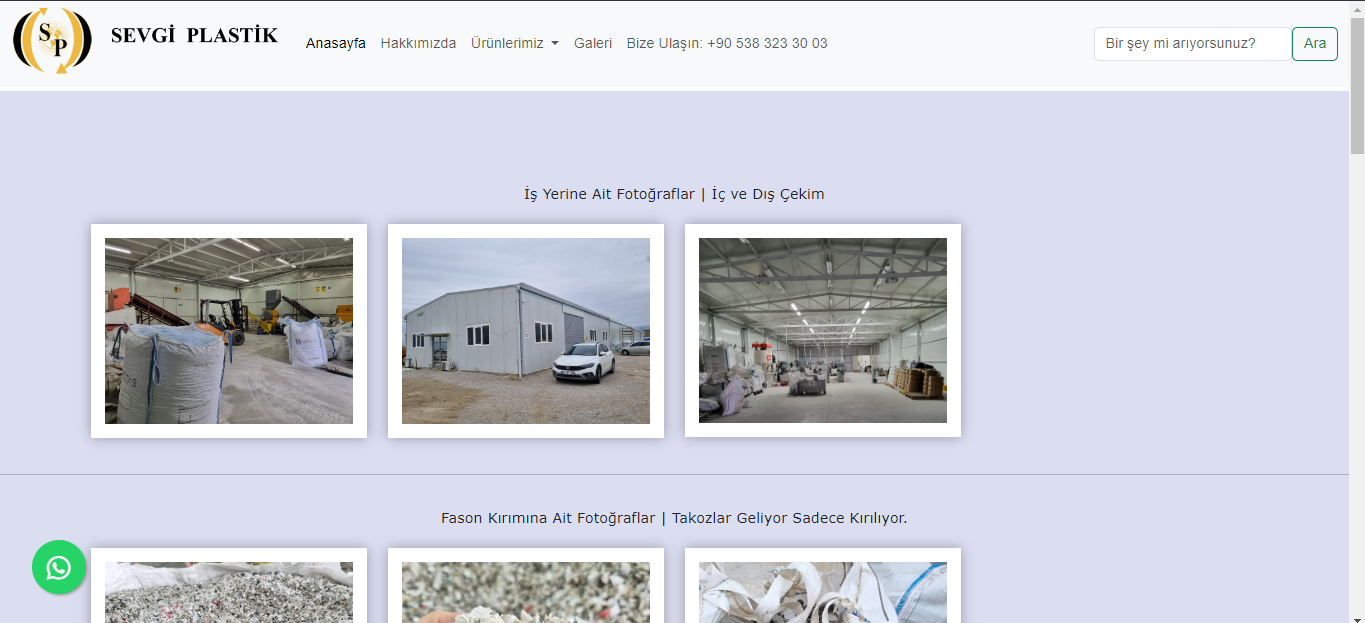 SP
SEVGİ PLASTİK
Anasayfa
Hakkımızda
Ürünlerimiz
Galeri
Bize Ulaşın: +90 538 323 30 03
Bir şey mi arıyorsunuz?
Ara
İş Yerine Ait Fotoğraflar | İç ve Dış Çekim
Fason Kırımına Ait Fotoğraflar | Takozlar Geliyor Sadece Kırılıyor.